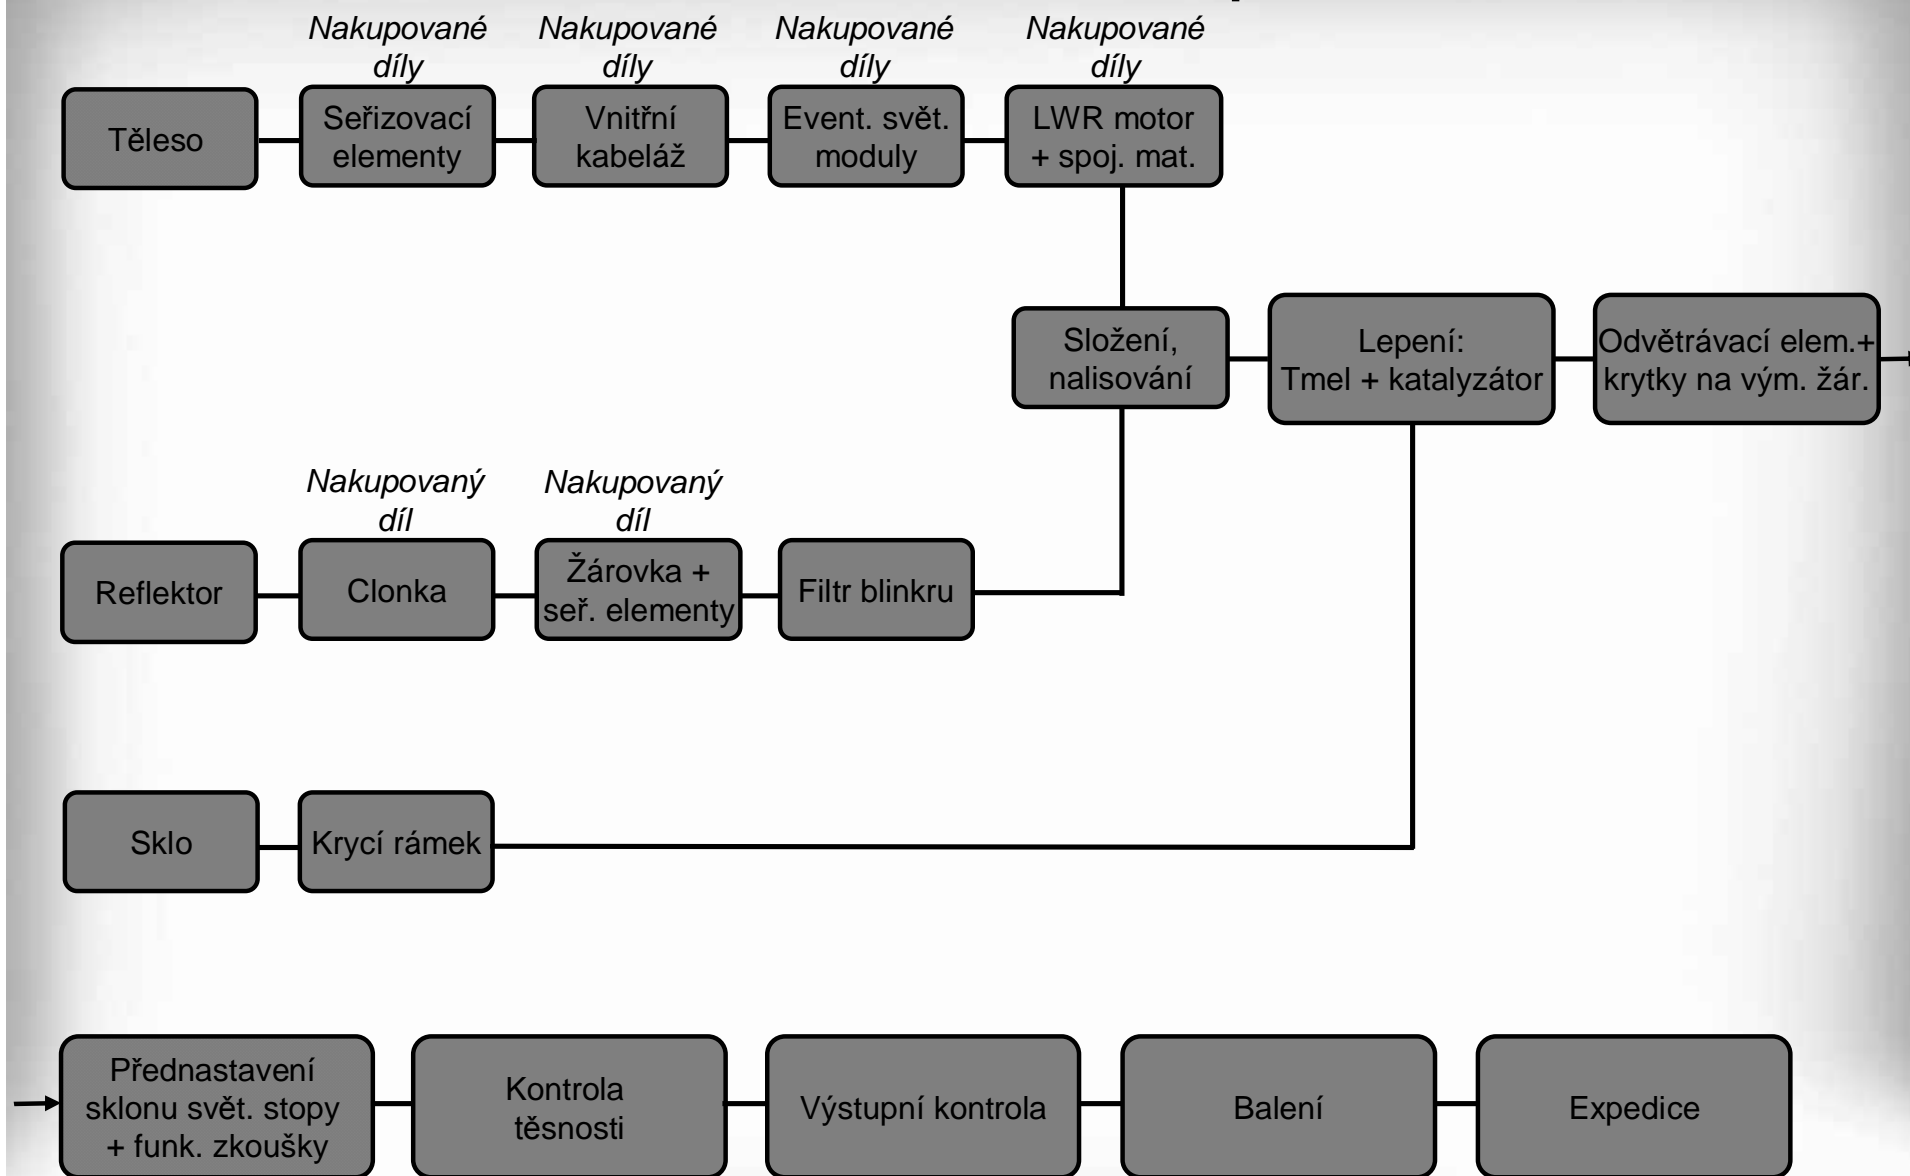 Nakupované
díly
Nakupované
díly
Nakupované
díly
Nakupované
díly
Těleso
Seřizovací
elementy
Vnitřní
kabeláž
Event. svět.
moduly
LWR motor
+ spoj. mat.
Složení,
nalisování
Lepení:
Tmel + katalyzátor
Odvětrávací elem.+
krytky na vým. žár.
Nakupovaný
díl
Nakupovaný
díl
Reflektor
Clonka
Žárovka +
seř. elementy
Filtr blinkru
Sklo
Krycí rámek
Přednastavení
sklonu svět. stopy
+ funk. zkoušky
Kontrola
těsnosti
Výstupní kontrola
Balení
Expedice